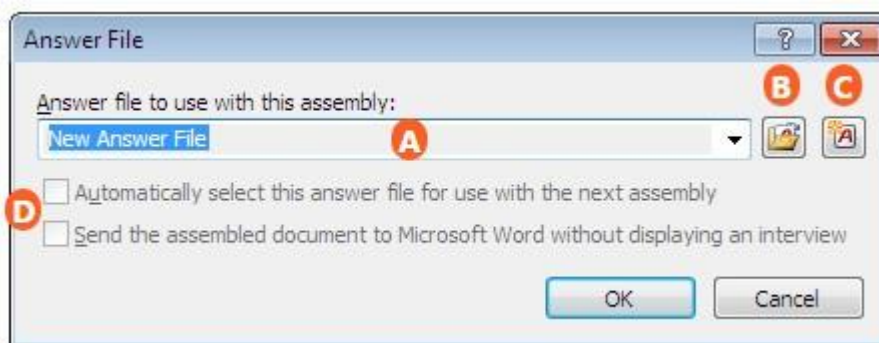 Answer File
B C
Answer file to use with this assembly:
New Answer File A
D
Automatically select this answer file for use with the next assembly
Send the assembled document to Microsoft Word without displaying an interview
OK Cancel